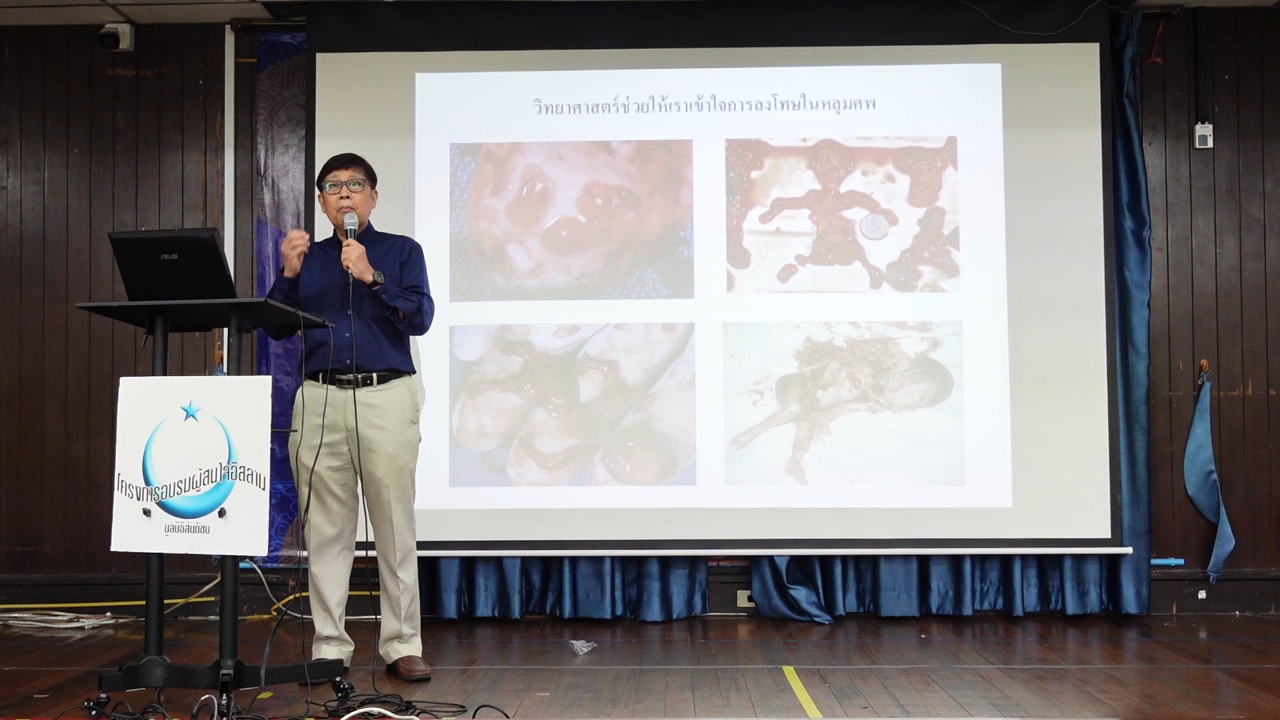 วิทยาศาสตร์ช่วยให้เราเข้าใจการลงโทษในหลุมศพ
ASUS
โครงการอบรมผู้สนใจอิสลาม
มูลนิธิสันติชน